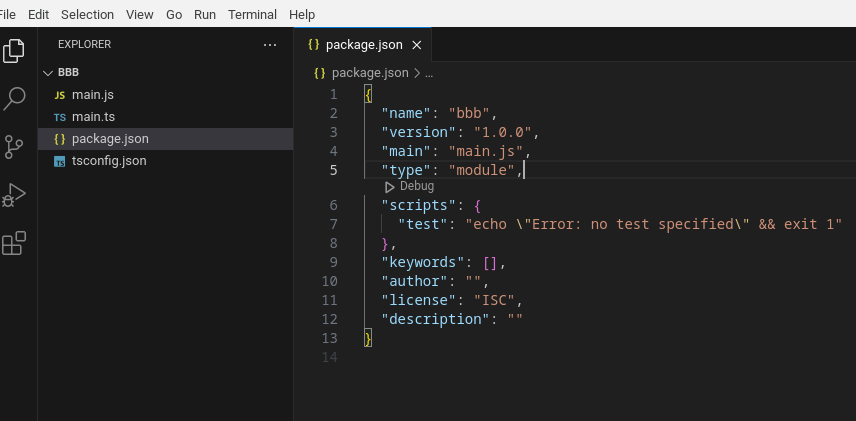 File Edit Selection View Go Run Terminal Help
EXPLORER ...
BBB
JS main.js
TS main.ts
{} package.json
TS tsconfig.json
{} package.json ×
{} package.json > ...
1 {
2 "name": "bbb",
3 "version": "1.0.0",
4 "main": "main.js",
5 "type": "module",
Debug
6 "scripts": {
7 "test": "echo \"Error: no test specified\" && exit 1"
8 },
9 "keywords": [],
10 "author": "",
11 "license": "ISC",
12 "description": ""
13 }
14